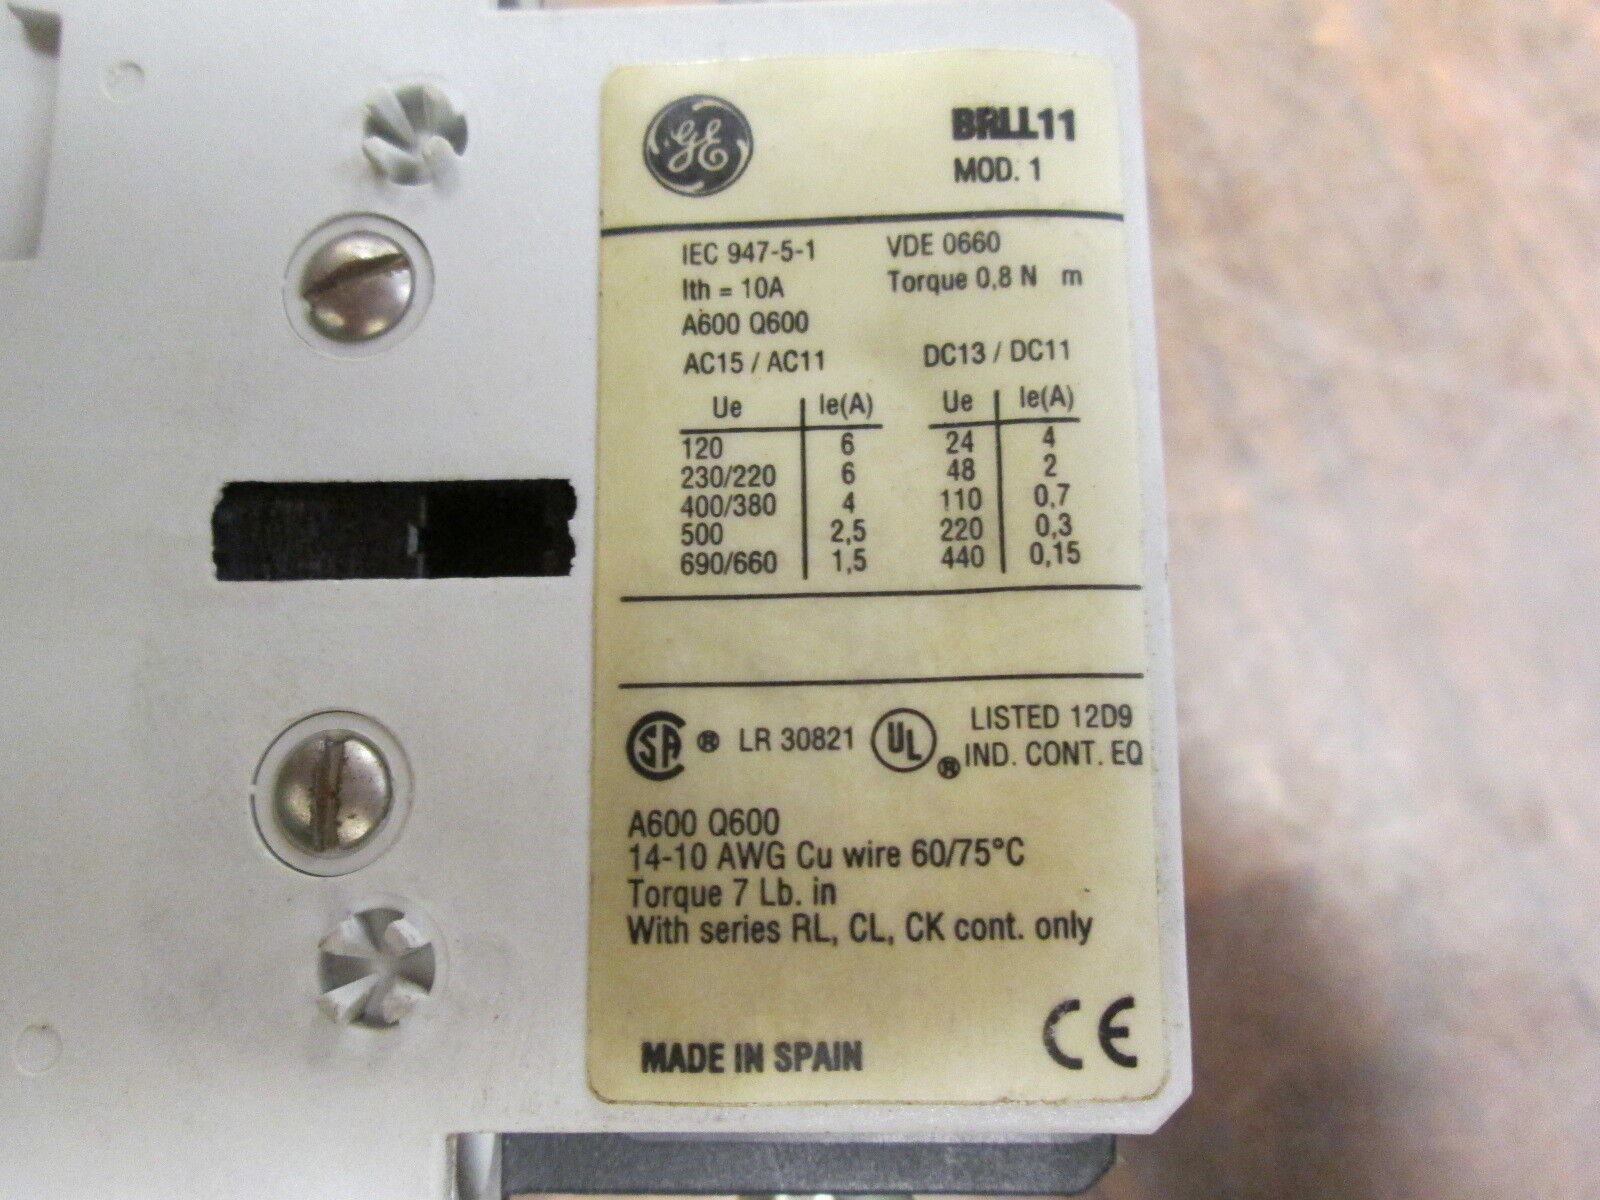 GE
BRLL11
MOD. 1
IEC 947-5-1 VDE 0660
Ith = 10A Torque 0,8 N m
A600 Q600
AC15 / AC11 DC13 / DC11
Ue Ie(A) Ue Ie(A)
120 6 24 4
230/220 6 48 2
400/380 4 110 0,7
500 2,5 220 0,3
690/660 1,5 440 0,15
SA ® LR 30821 UL ® LISTED 12D9
IND. CONT. EQ
A600 Q600
14-10 AWG Cu wire 60/75°C
Torque 7 Lb. in
With series RL, CL, CK cont. only
MADE IN SPAIN CE